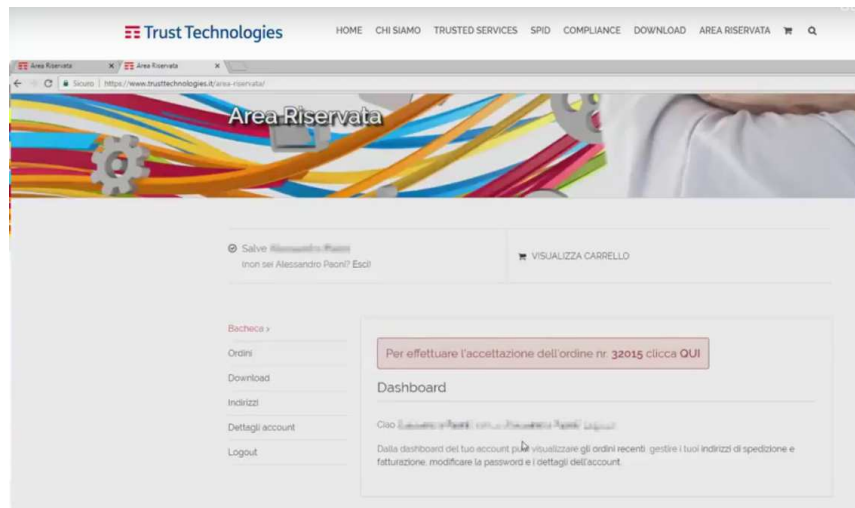 Trust Technologies
HOME CHI SIAMO TRUSTED SERVICES SPID COMPLIANCE DOWNLOAD AREA RISERVATA
Area Riservata Area Riservata
Sicuro https://www.trusttechnologies.it/area-riservata/
Area Riservata
Salve
(non sei Alessandro Paoni? Esci)
VISUALIZZA CARRELLO
Bacheca >
Ordini
Download
Indirizzi
Dettagli account
Logout
Per effettuare l'accettazione dell'ordine nr. 32015 clicca QUI
Dashboard
Ciao
Dalla dashboard del tuo account puoi visualizzare gli ordini recenti, gestire i tuoi indirizzi di spedizione e
fatturazione, modificare la password e i dettagli dell'account.